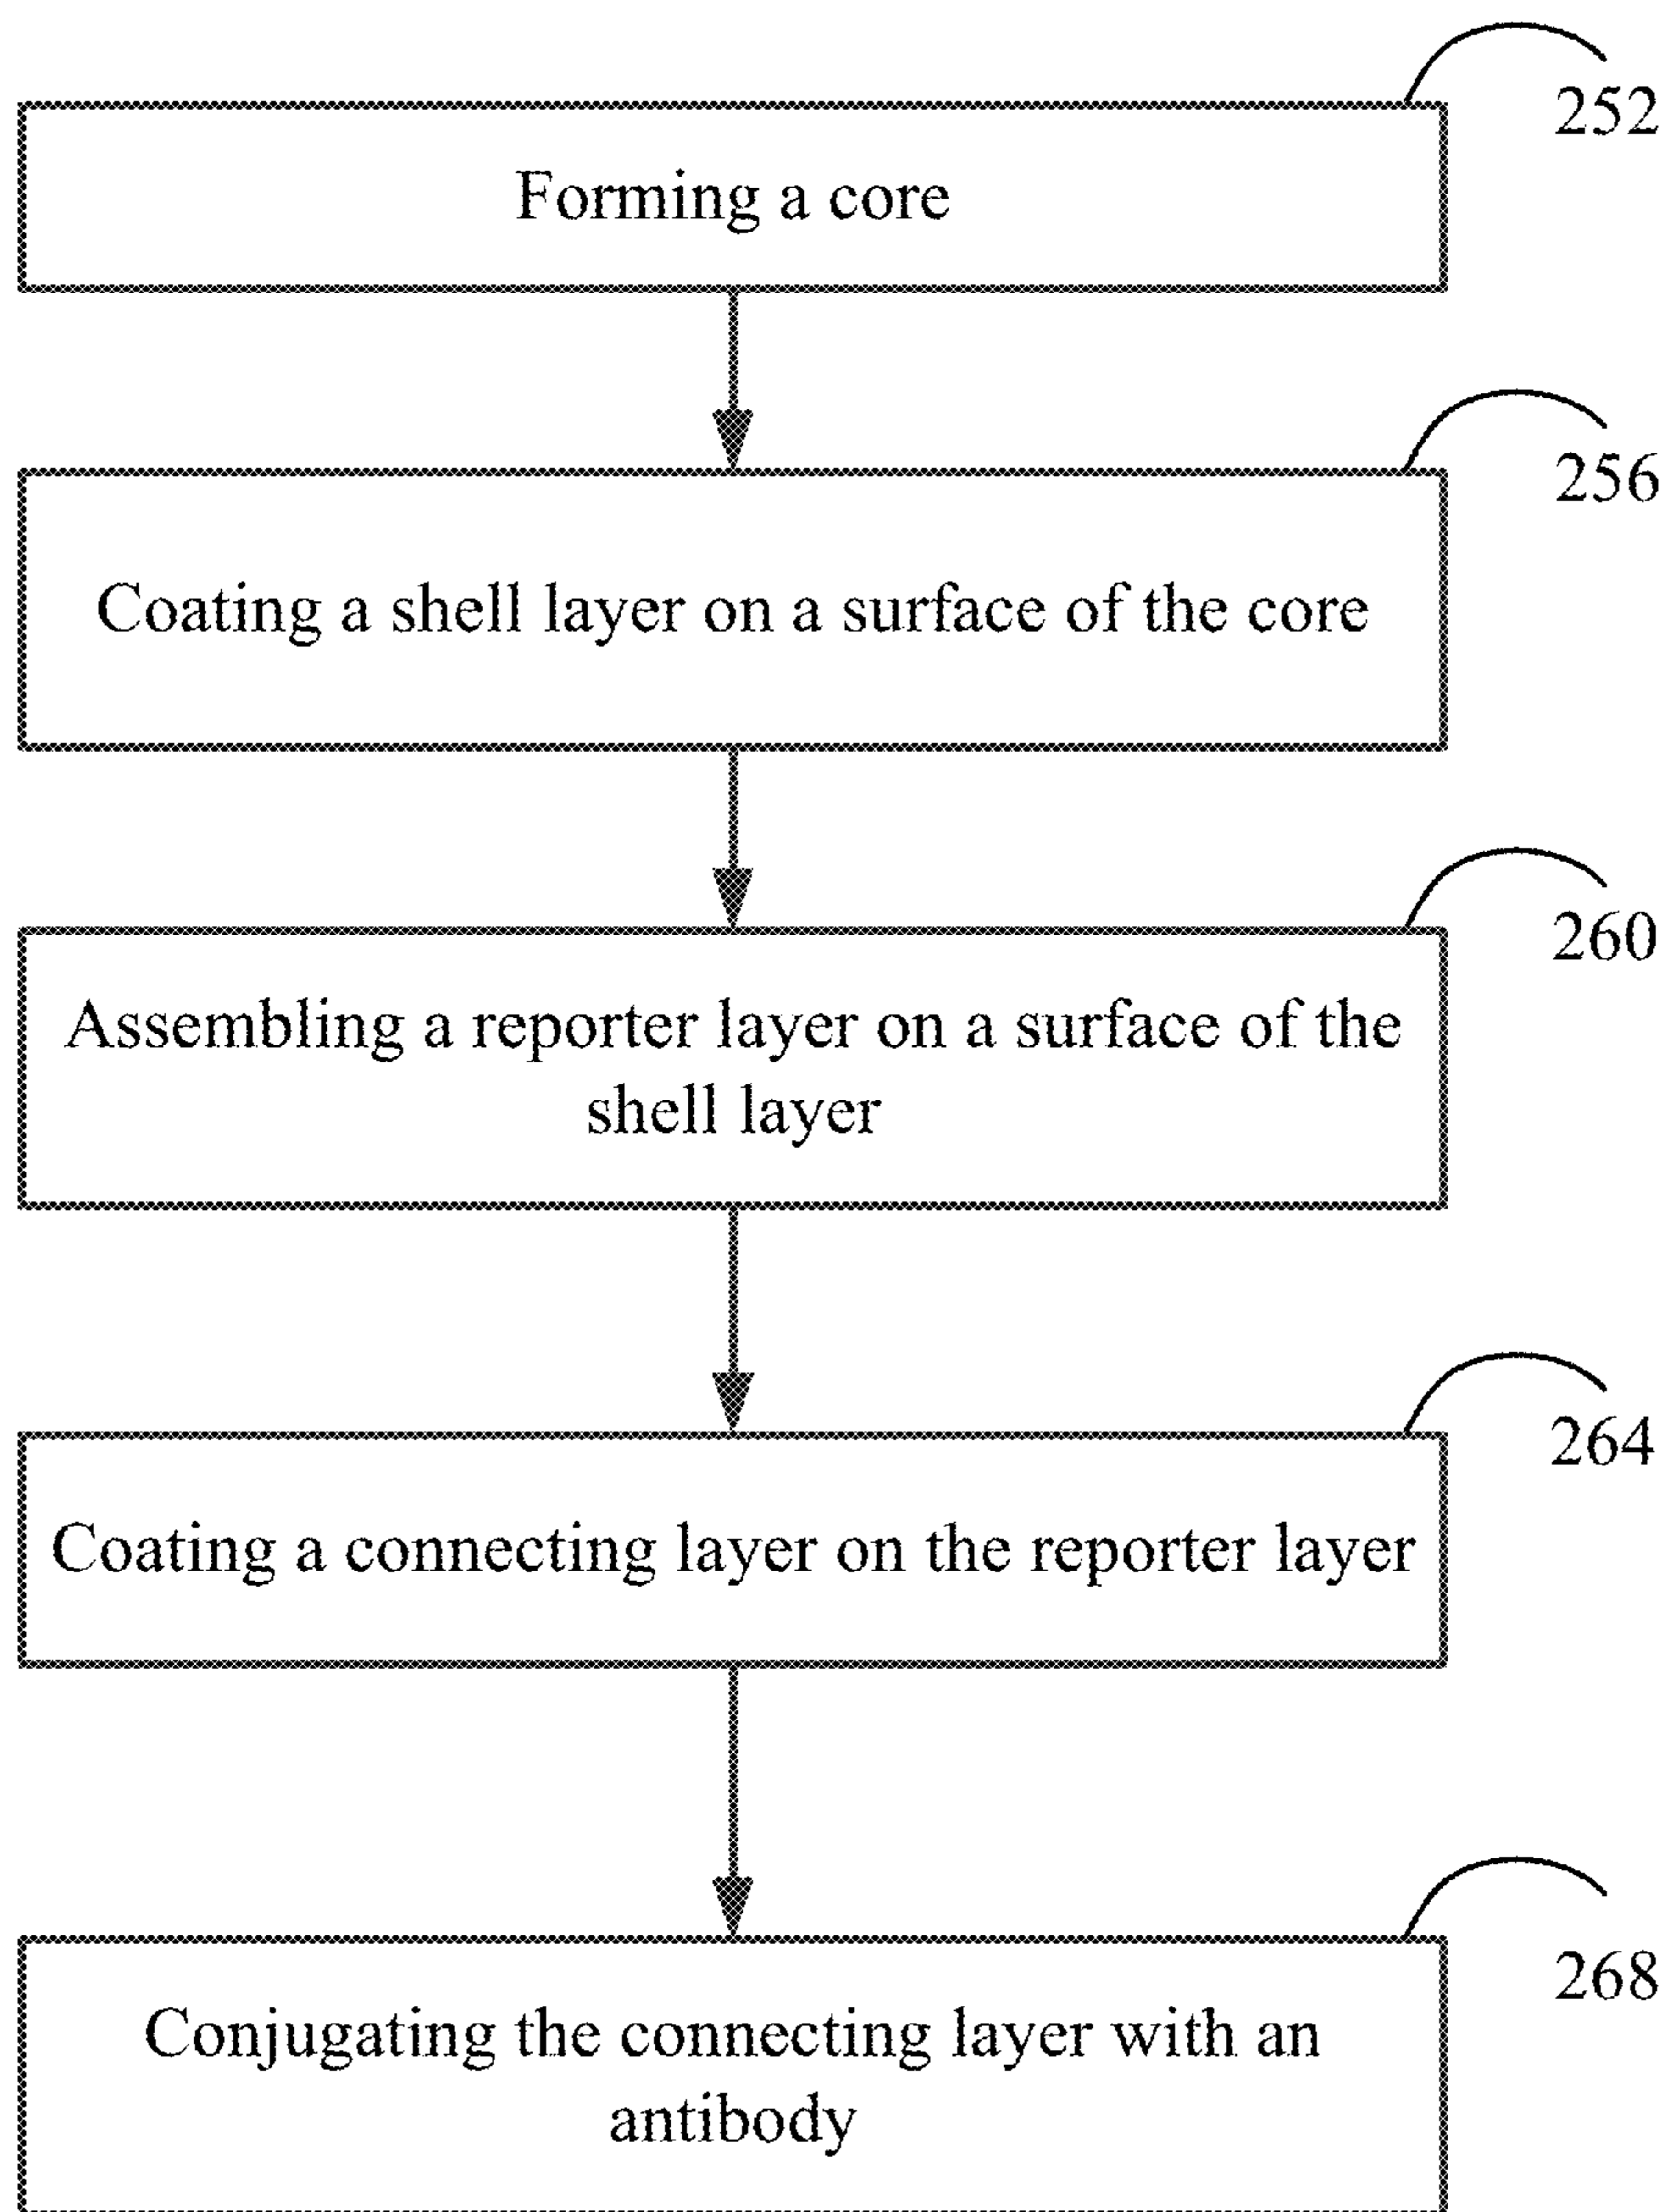 252
Forming a core
256
Coating a shell layer on a surface of the core
260
Assembling a reporter layer on a surface of the
shell layer
264
Coating a connecting layer on the reporter layer
268
Conjugating the connecting layer with an
antibody